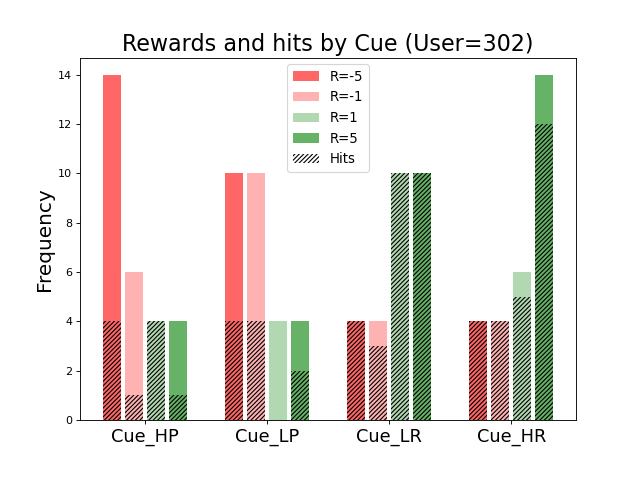 Rewards and hits by Cue (User=302)
R=-5
R=-1
R=1
R=5
Hits
Frequency
14
12
10
8
6
4
2
0
Cue_HP Cue_LP Cue_LR Cue_HR